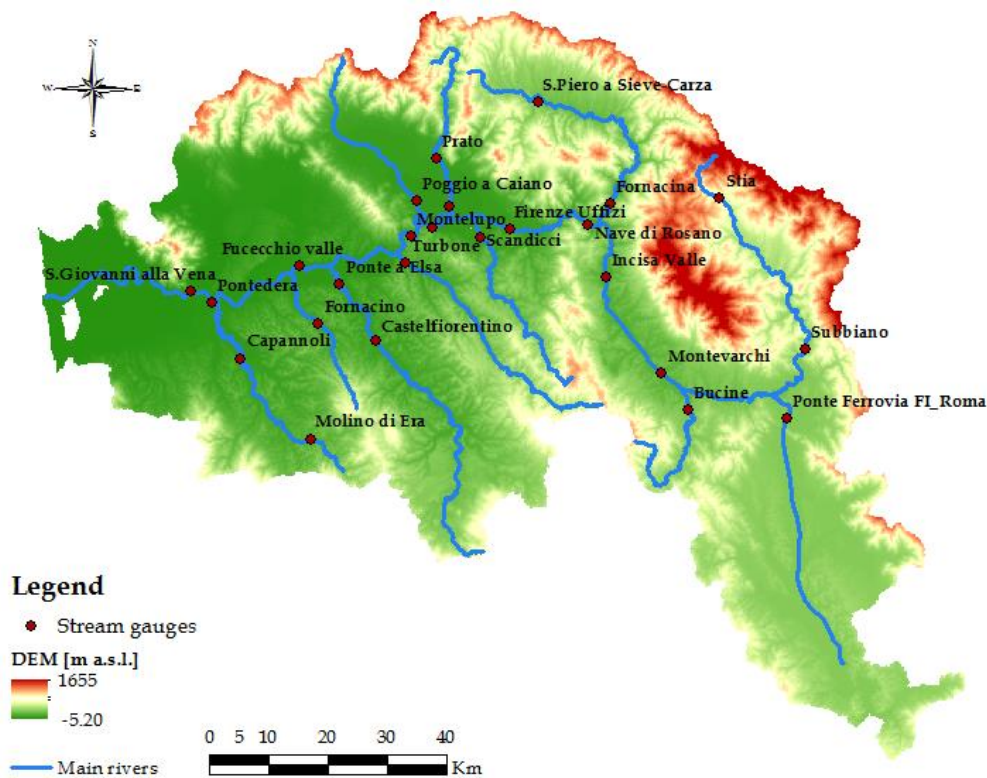 N
W
E
S
S.Piero a Sieve-Carza
Prato
Stia
Poggio a Caiano
Fornacina
Firenze Uffizi
Montelupo
Nave di Rosano
Turbone
Scandicci
Fucecchio valle
Ponte a Elsa
Incisa Valle
S.Giovanni alla Vena
Pontedera
Fornacino
Castelfiorentino
Capannoli
Subbiano
Montevarchi
Bucine
Ponte Ferrovia FI_Roma
Molino di Era
Legend
Stream gauges
DEM [m a.s.l.]
1655
-5.20
Main rivers
0 5 10 20 30 40
Km